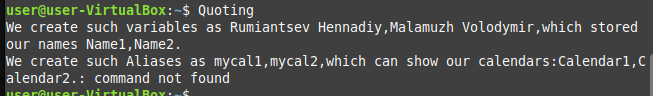 user@user-VirtualBox:~$ Quoting
We create such variables as Rumiantsev Hennadiy,Malamuzh Volodymir,which stored
our names Name1,Name2.
We create such Aliases as mycal1,mycal2,which can show our calendars:Calendar1,C
alendar2.: command not found
user@user-VirtualBox:~$